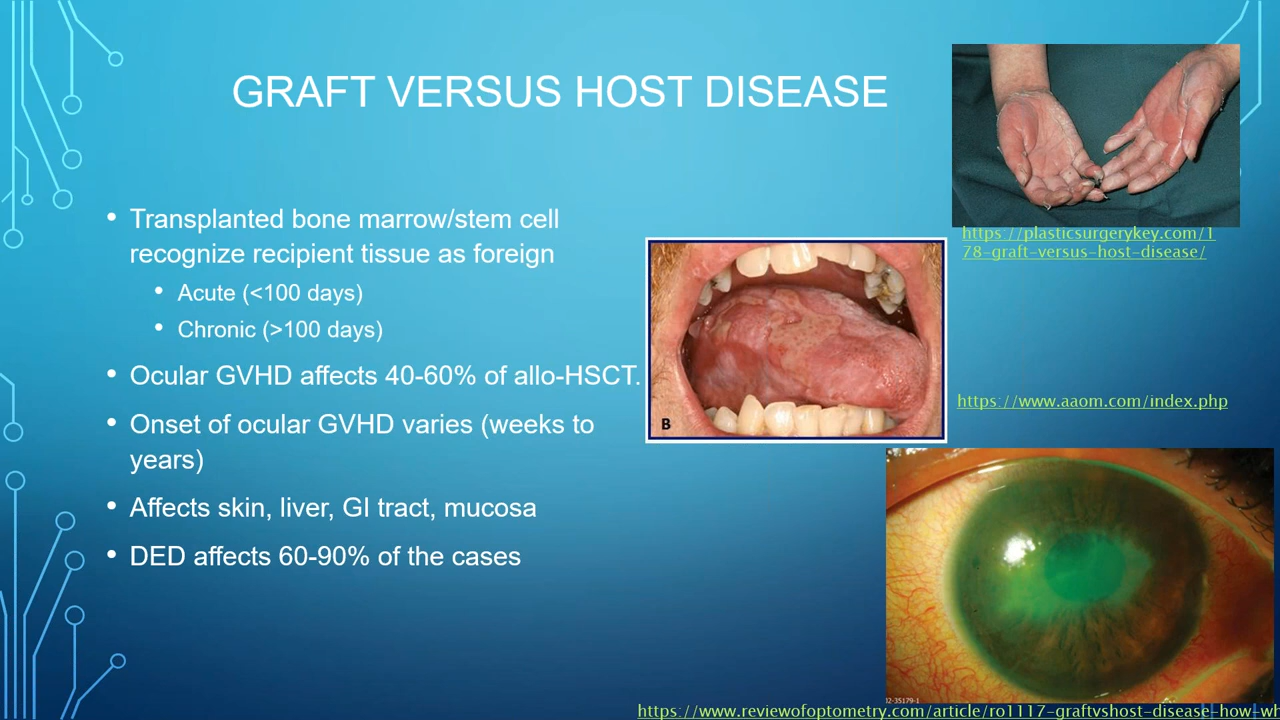 GRAFT VERSUS HOST DISEASE
• Transplanted bone marrow/stem cell
recognize recipient tissue as foreign
• Acute (<100 days)
• Chronic (>100 days)
• Ocular GVHD affects 40-60% of allo-HSCT.
• Onset of ocular GVHD varies (weeks to
years)
• Affects skin, liver, GI tract, mucosa
• DED affects 60-90% of the cases
https://plasticsurgerykey.com/1
78-graft-versus-host-disease/
B
https://www.aaom.com/index.php
02-35179-1
https://www.reviewofoptometry.com/article/ro1117-graftvshost-disease-how-wh